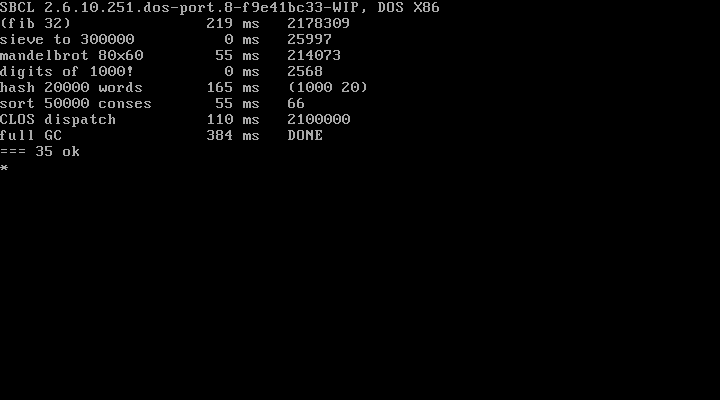 SBCL 2.6.10.251.dos-port.8-f9e41bc33-WIP, DOS X86
(fib 32)                219 ms   2178309
sieve to 300000           0 ms   25997
mandelbrot 80x60         55 ms   214073
digits of 1000!           0 ms   2568
hash 20000 words        165 ms   (1000 20)
sort 50000 conses        55 ms   66
CLOS dispatch           110 ms   2100000
full GC                 384 ms   DONE
=== 35 ok
*